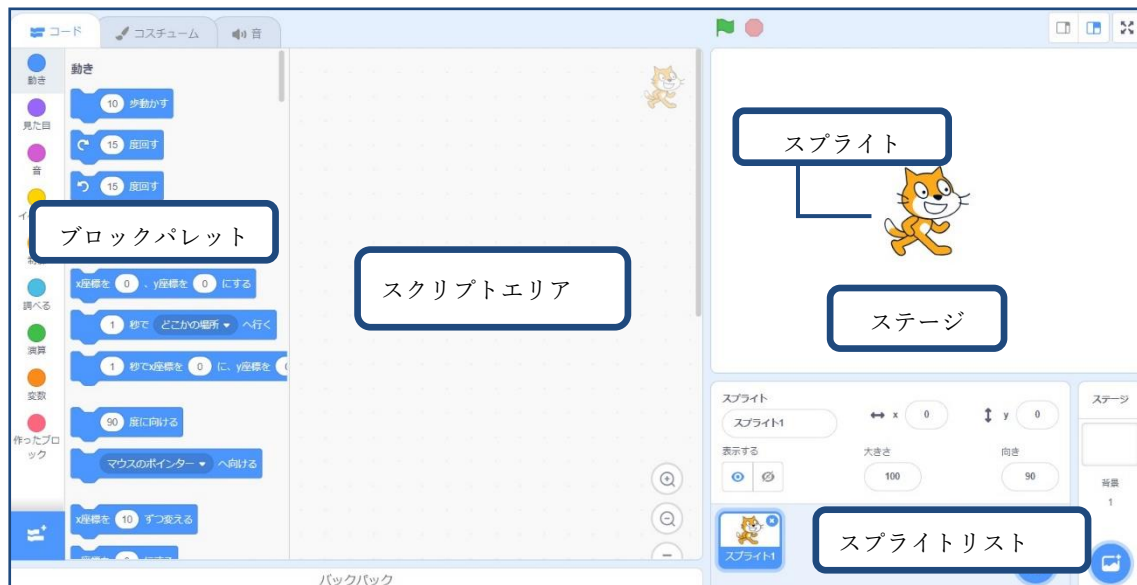 コード
コスチューム
音
動き
見た目
音
調べる
演算
変数
作ったブロ
ック
動き
10 歩動かす
15 度回す
15 度回す
ブロックパレット
x座標を 0 、y座標を 0 にする
1 秒で どこかの場所 へ行く
1 秒でx座標を 0 に、y座標を
90 度に向ける
マウスのポインター へ向ける
x座標を 10 ずつ変える
スクリプトエリア
バックパック
スプライト
ステージ
スプライト
スプライト1
x 0
y 0
表示する
大きさ
100
向き
90
スプライト1
スプライトリスト
ステージ
背景
1